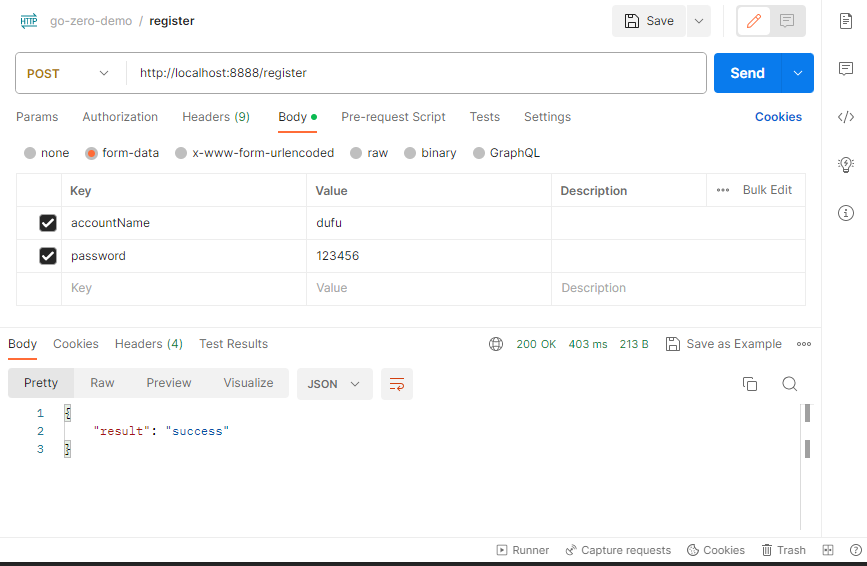 HTTP go-zero-demo / register Save
POST http://localhost:8888/register Send
Params Authorization Headers (9) Body Pre-request Script Tests Settings Cookies
none form-data x-www-form-urlencoded raw binary GraphQL
Key Value Description Bulk Edit
accountName dufu
password 123456
Key Value Description
Body Cookies Headers (4) Test Results 200 OK 403 ms 213 B Save as Example
Pretty Raw Preview Visualize JSON
1 {
2 "result": "success"
3 }
Runner Capture requests Cookies Trash